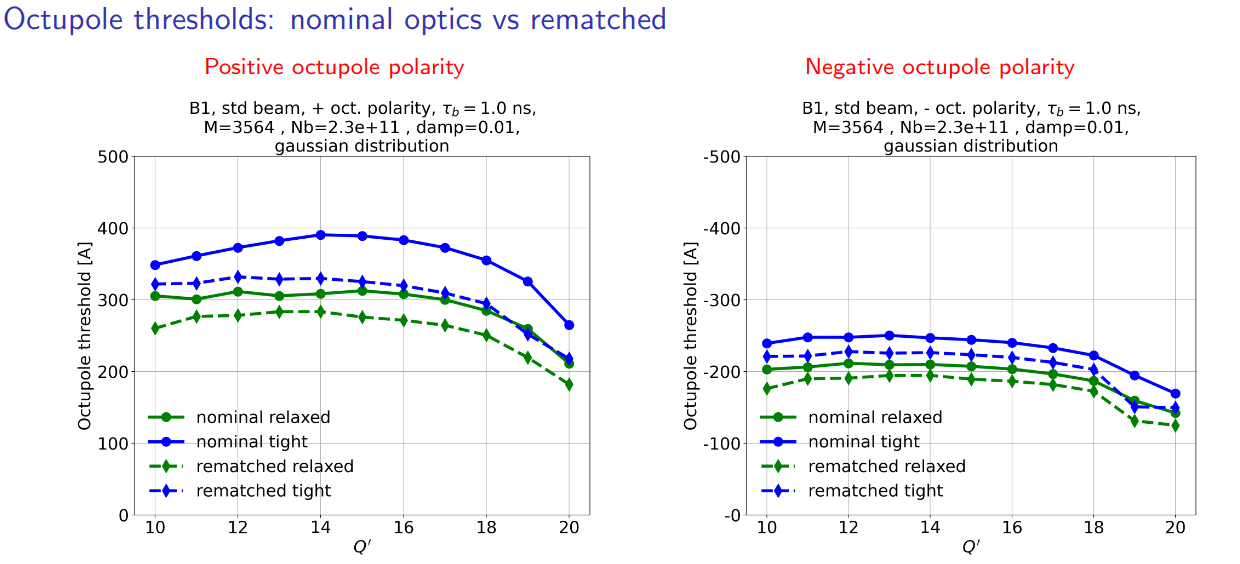 Octupole thresholds: nominal optics vs rematched
Positive octupole polarity
B1, std beam, + oct. polarity, τ_b = 1.0 ns,
M=3564 , Nb=2.3e+11 , damp=0.01,
gaussian distribution
500
400
300
200
100
0
Octupole threshold [A]
nominal relaxed
nominal tight
rematched relaxed
rematched tight
10 12 14 16 18 20
Q′
Negative octupole polarity
B1, std beam, - oct. polarity, τ_b = 1.0 ns,
M=3564 , Nb=2.3e+11 , damp=0.01,
gaussian distribution
-500
-400
-300
-200
-100
-0
Octupole threshold [A]
nominal relaxed
nominal tight
rematched relaxed
rematched tight
10 12 14 16 18 20
Q′